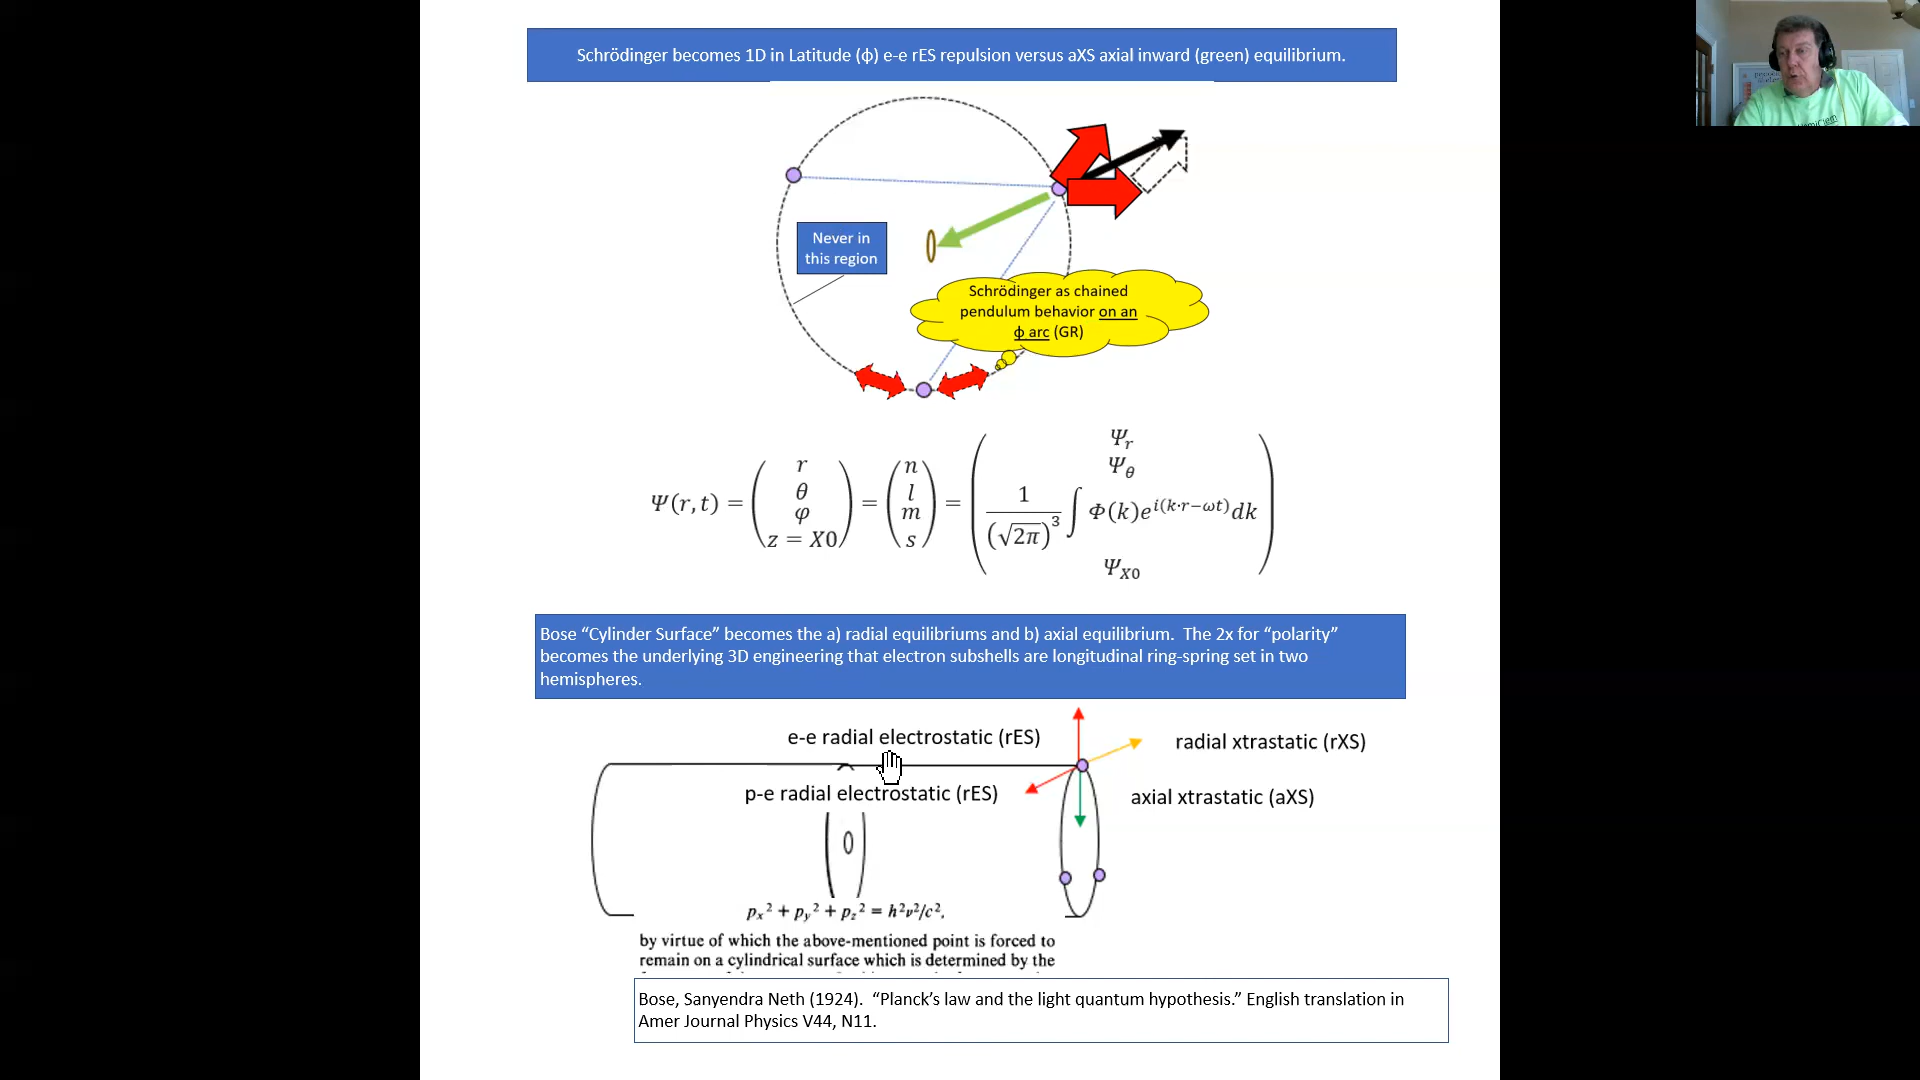 Schrödinger becomes 1D in Latitude (ϕ) e-e rES repulsion versus aXS axial inward (green) equilibrium.
Never in
this region
Schrödinger as chained
pendulum behavior on an
ϕ arc (GR)
Ψ(r, t) = (r θ φ z = X0) = (n l m s) = (Ψ_r Ψ_θ 1/(√2π)³ ∫ Φ(k)e^{i(k·r−ωt)}dk Ψ_X0)
Bose “Cylinder Surface” becomes the a) radial equilibriums and b) axial equilibrium. The 2x for “polarity”
becomes the underlying 3D engineering that electron subshells are longitudinal ring-spring set in two
hemispheres.
e-e radial electrostatic (rES)
radial xtrastatic (rXS)
p-e radial electrostatic (rES)
axial xtrastatic (aXS)
0
pₓ² + p_y² + p_z² = h²ν²/c²,
by virtue of which the above-mentioned point is forced to
remain on a cylindrical surface which is determined by the
Bose, Sanyendra Neth (1924). “Planck’s law and the light quantum hypothesis.” English translation in
Amer Journal Physics V44, N11.